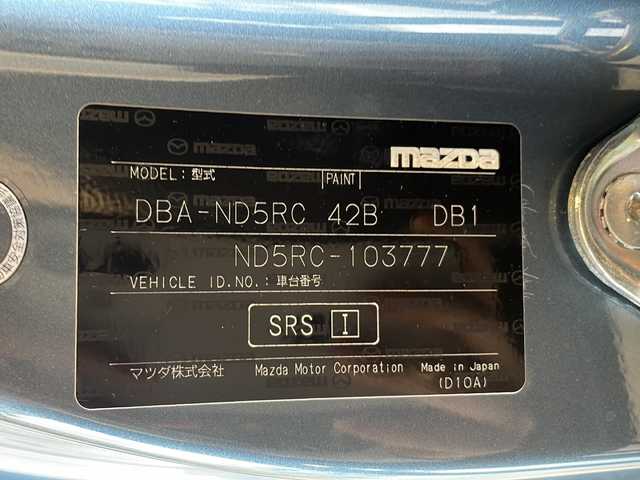 mazda
MODEL: 型式 PAINT
DBA-ND5RC 42B DB1
ND5RC-103777
VEHICLE ID.NO.: 車台番号
SRS I
マツダ株式会社 Mazda Motor Corporation Made in Japan
(D10A)